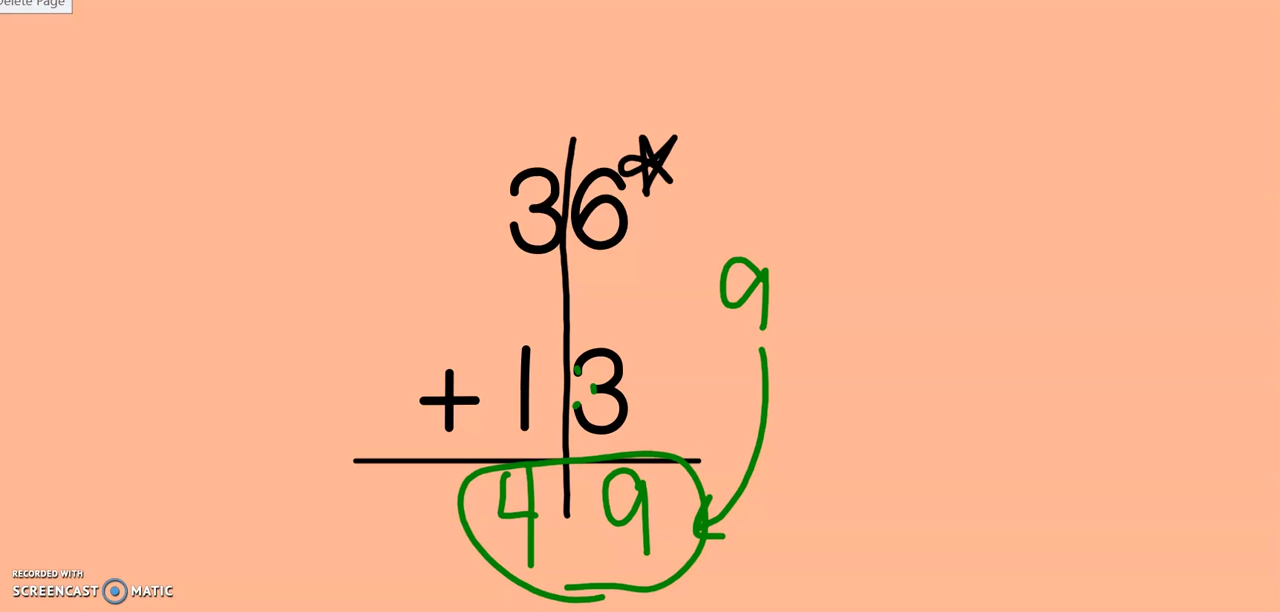 Delete Page
36
9
+ 13
49
RECORDED WITH
SCREENCAST MATIC